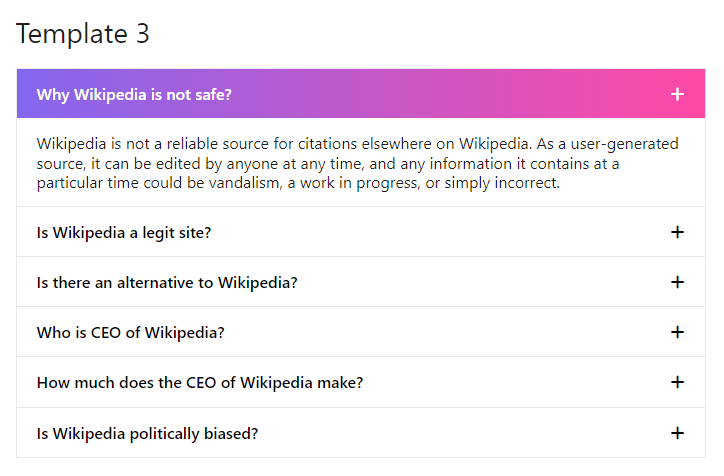 Template 3
Why Wikipedia is not safe?
Wikipedia is not a reliable source for citations elsewhere on Wikipedia. As a user-generated
source, it can be edited by anyone at any time, and any information it contains at a
particular time could be vandalism, a work in progress, or simply incorrect.
Is Wikipedia a legit site?
Is there an alternative to Wikipedia?
Who is CEO of Wikipedia?
How much does the CEO of Wikipedia make?
Is Wikipedia politically biased?